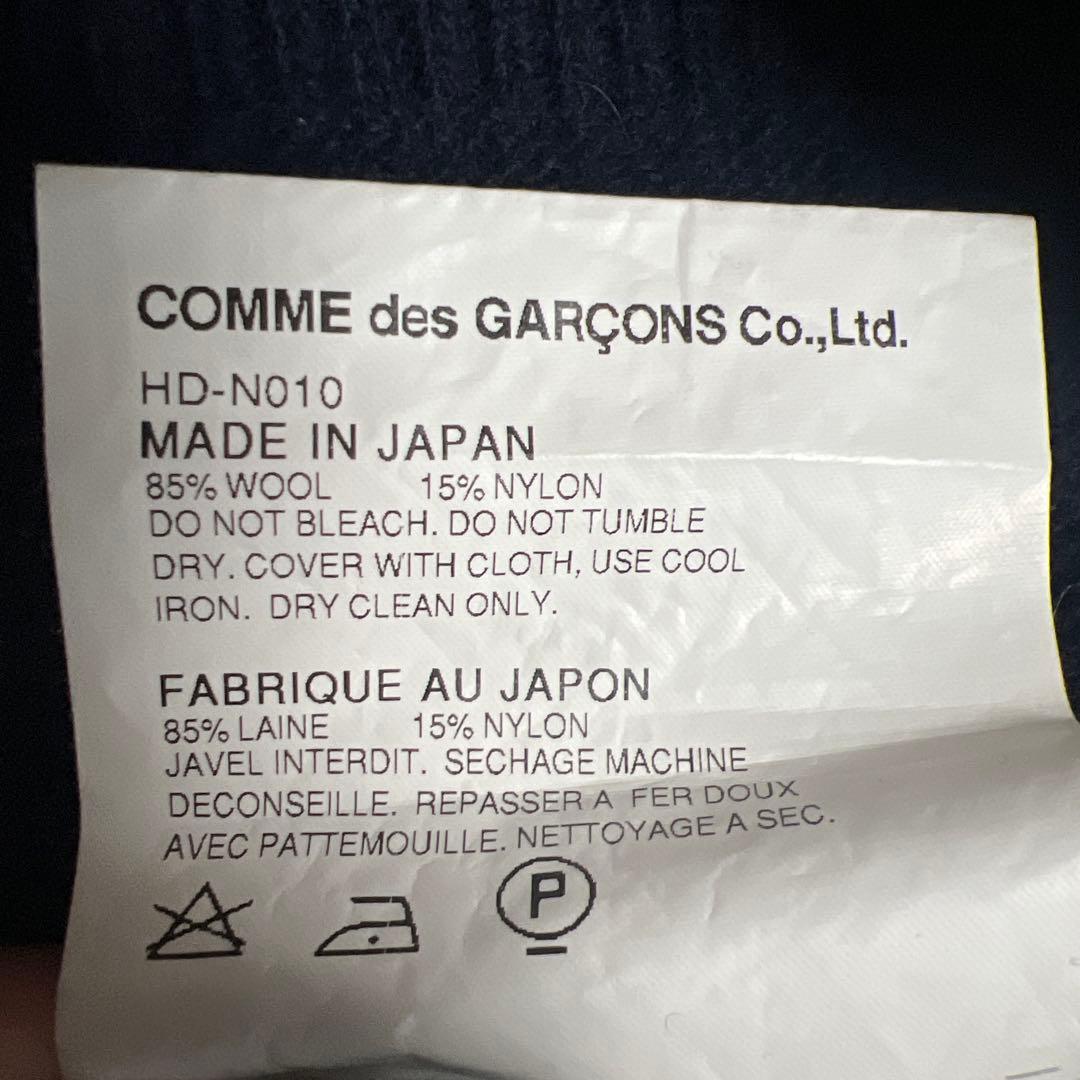 COMME des GARÇONS Co.,Ltd.
HD-N010
MADE IN JAPAN
85% WOOL 15% NYLON
DO NOT BLEACH. DO NOT TUMBLE
DRY. COVER WITH CLOTH, USE COOL
IRON. DRY CLEAN ONLY.
FABRIQUE AU JAPON
85% LAINE 15% NYLON
JAVEL INTERDIT. SECHAGE MACHINE
DECONSEILLE. REPASSER A FER DOUX
AVEC PATTEMOUILLE. NETTOYAGE A SEC.
P